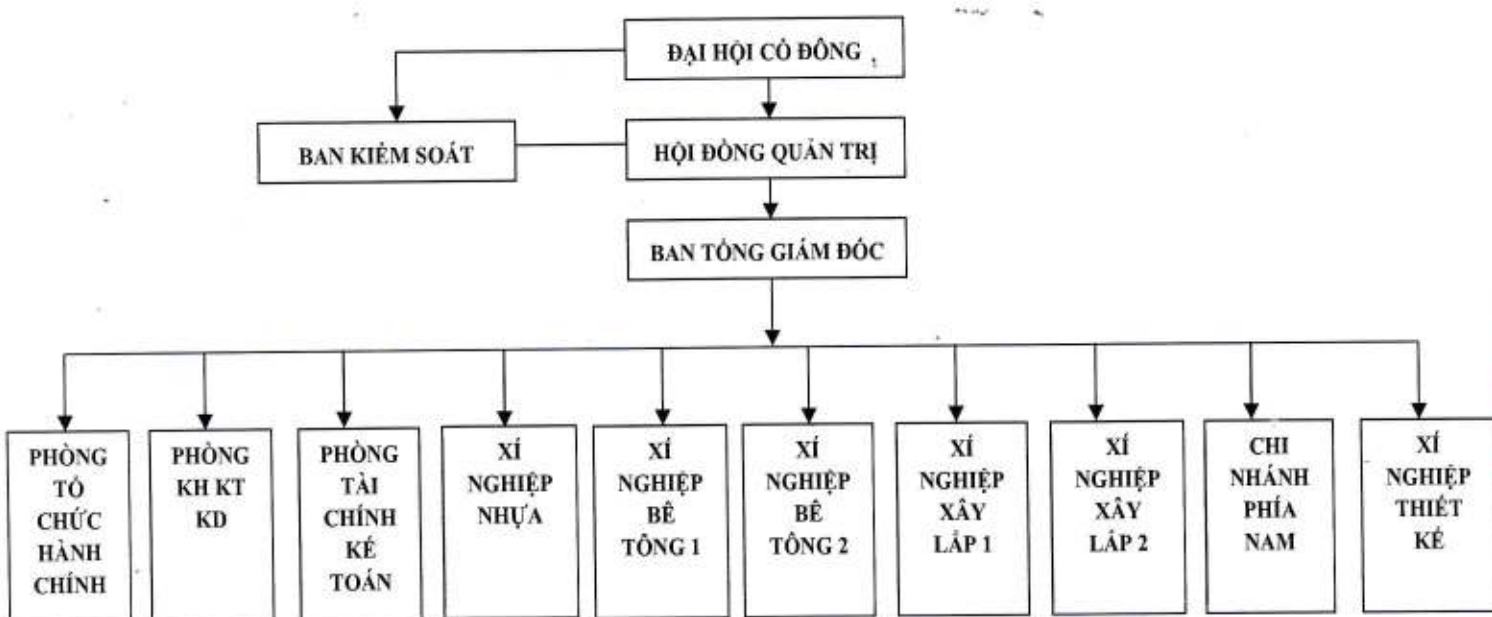 ĐẠI HỘI CỔ ĐÔNG
BAN KIỂM SOÁT
HỘI ĐỒNG QUẢN TRỊ
BAN TỔNG GIÁM ĐỐC
PHÒNG
TỔ
CHỨC
HÀNH
CHÍNH
PHÒNG
KH KT
KD
PHÒNG
TÀI
CHÍNH
KẾ
TOÁN
XÍ
NGHIỆP
NHỰA
XÍ
NGHIỆP
BÊ
TÔNG 1
XÍ
NGHIỆP
BÊ
TÔNG 2
XÍ
NGHIỆP
XÂY
LẮP 1
XÍ
NGHIỆP
XÂY
LẮP 2
CHI
NHÁNH
PHÍA
NAM
XÍ
NGHIỆP
THIẾT
KẾ